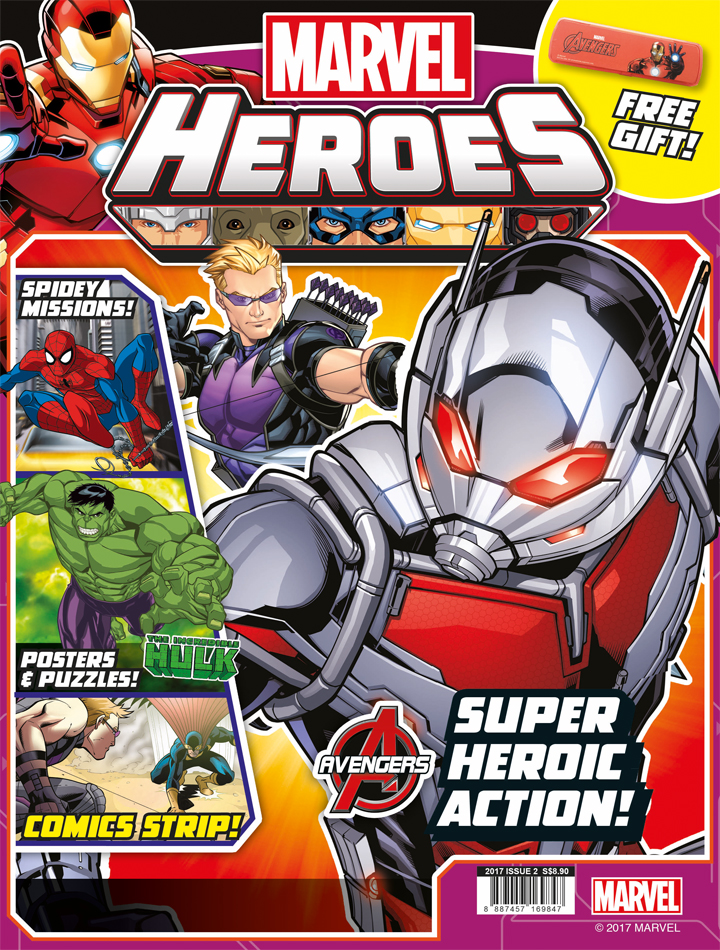 MARVEL
HEROES
AVENGERS
FREE
GIFT!
SPIDEY
MISSIONS!
THE INCREDIBLE
HULK
POSTERS
& PUZZLES!
COMICS STRIP!
AVENGERS
SUPER
HEROIC
ACTION!
2017 ISSUE 2 S$8.90
8 887457 169847
MARVEL
© 2017 MARVEL